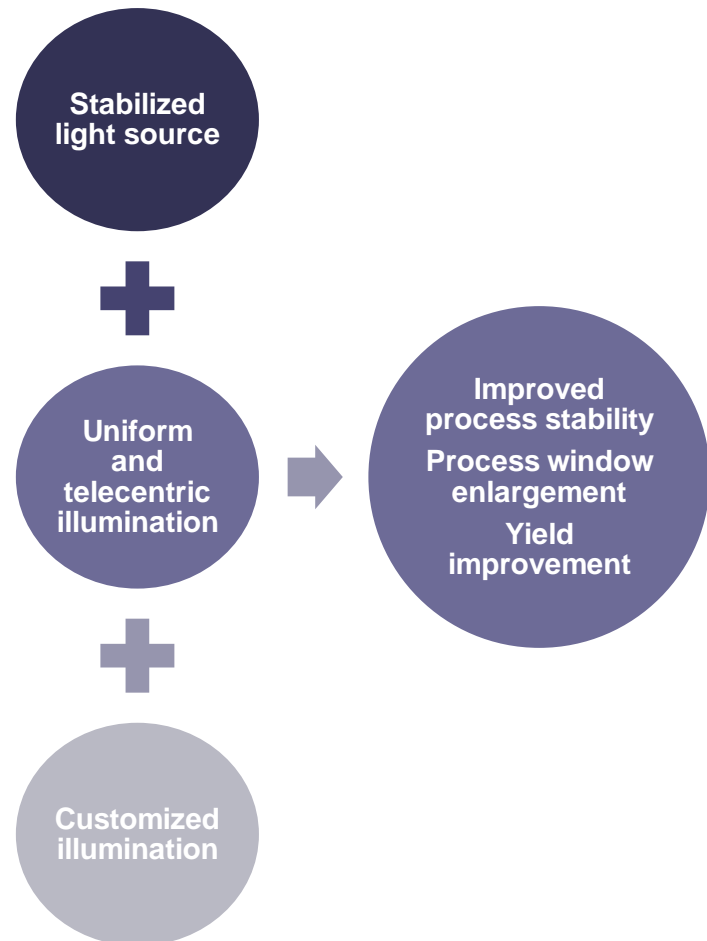 Stabilized
light source
Uniform
and
telecentric
illumination
Improved
process stability
Process window
enlargement
Yield
improvement
Customized
illumination